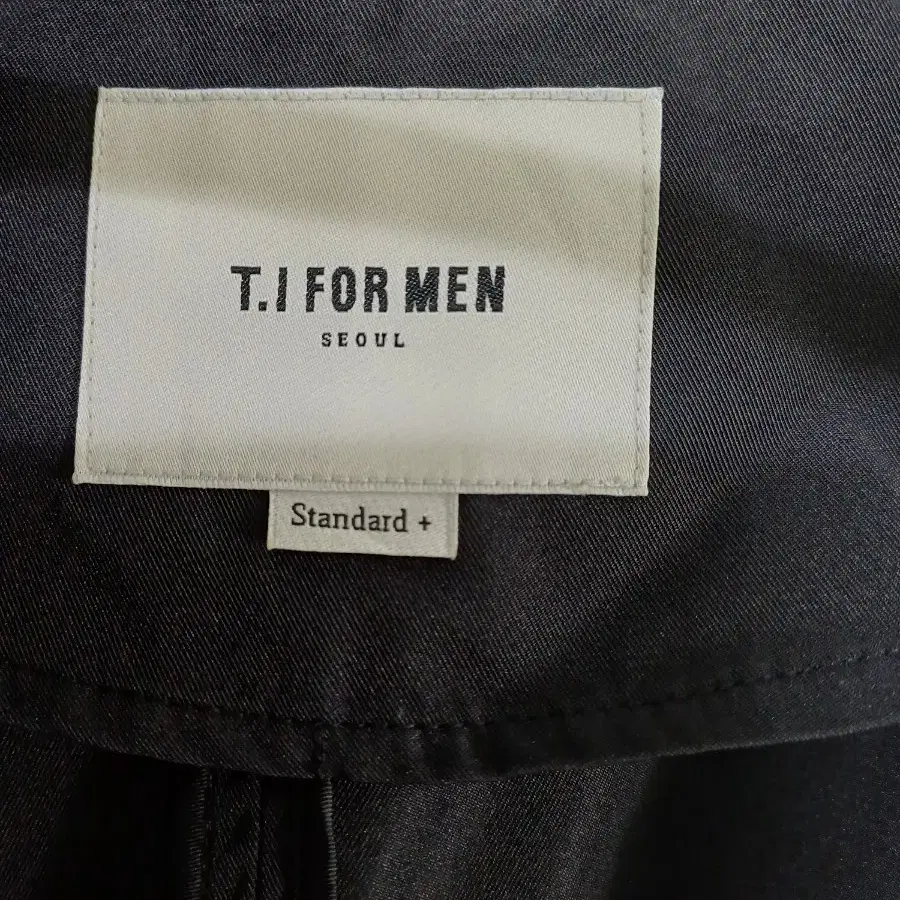 T.I FOR MEN
SEOUL
Standard +